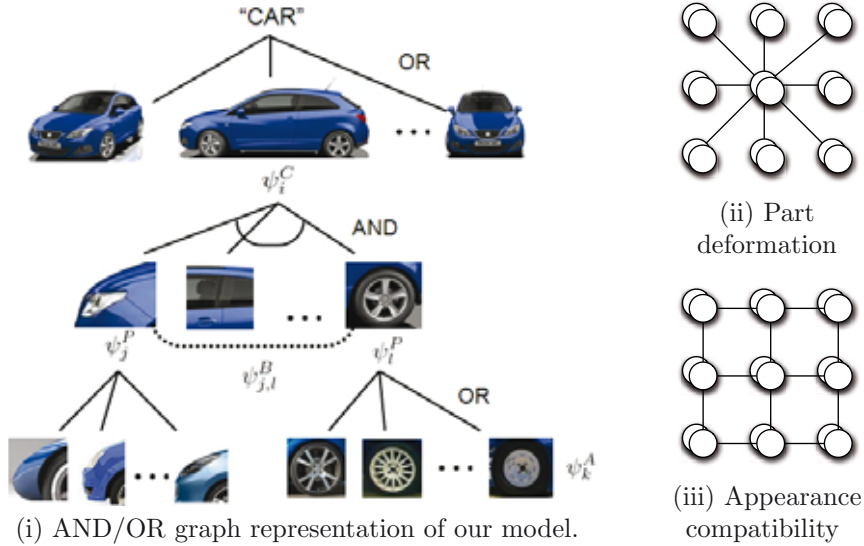 “CAR”
OR
ψ_i^C
AND
ψ_j^P
ψ_{j,l}^B
ψ_l^P
OR
ψ_k^A
(i) AND/OR graph representation of our model.
(ii) Part
deformation
(iii) Appearance
compatibility